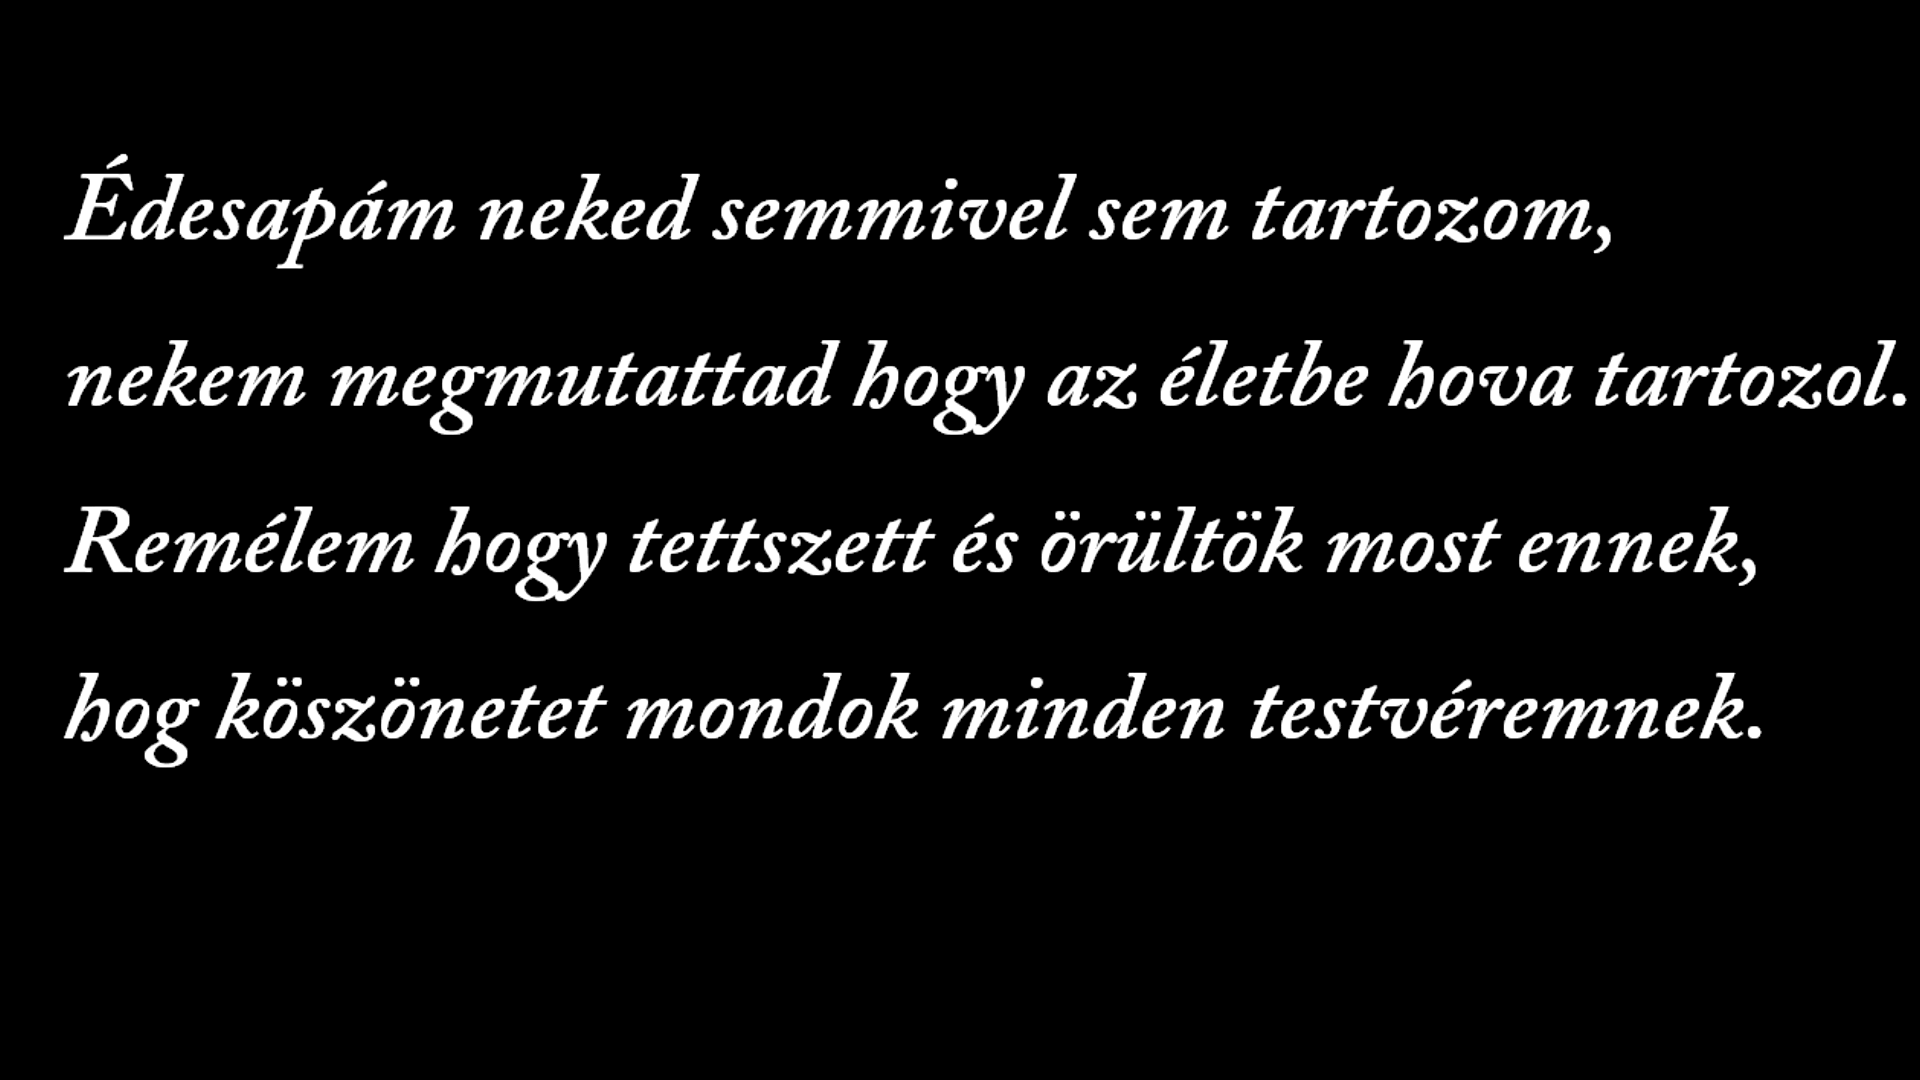 Édesapám neked semmivel sem tartozom,
nekem megmutattad hogy az életbe hova tartozol.
Remélem hogy tettszett és örültök most ennek,
hog köszönetet mondok minden testvéremnek.